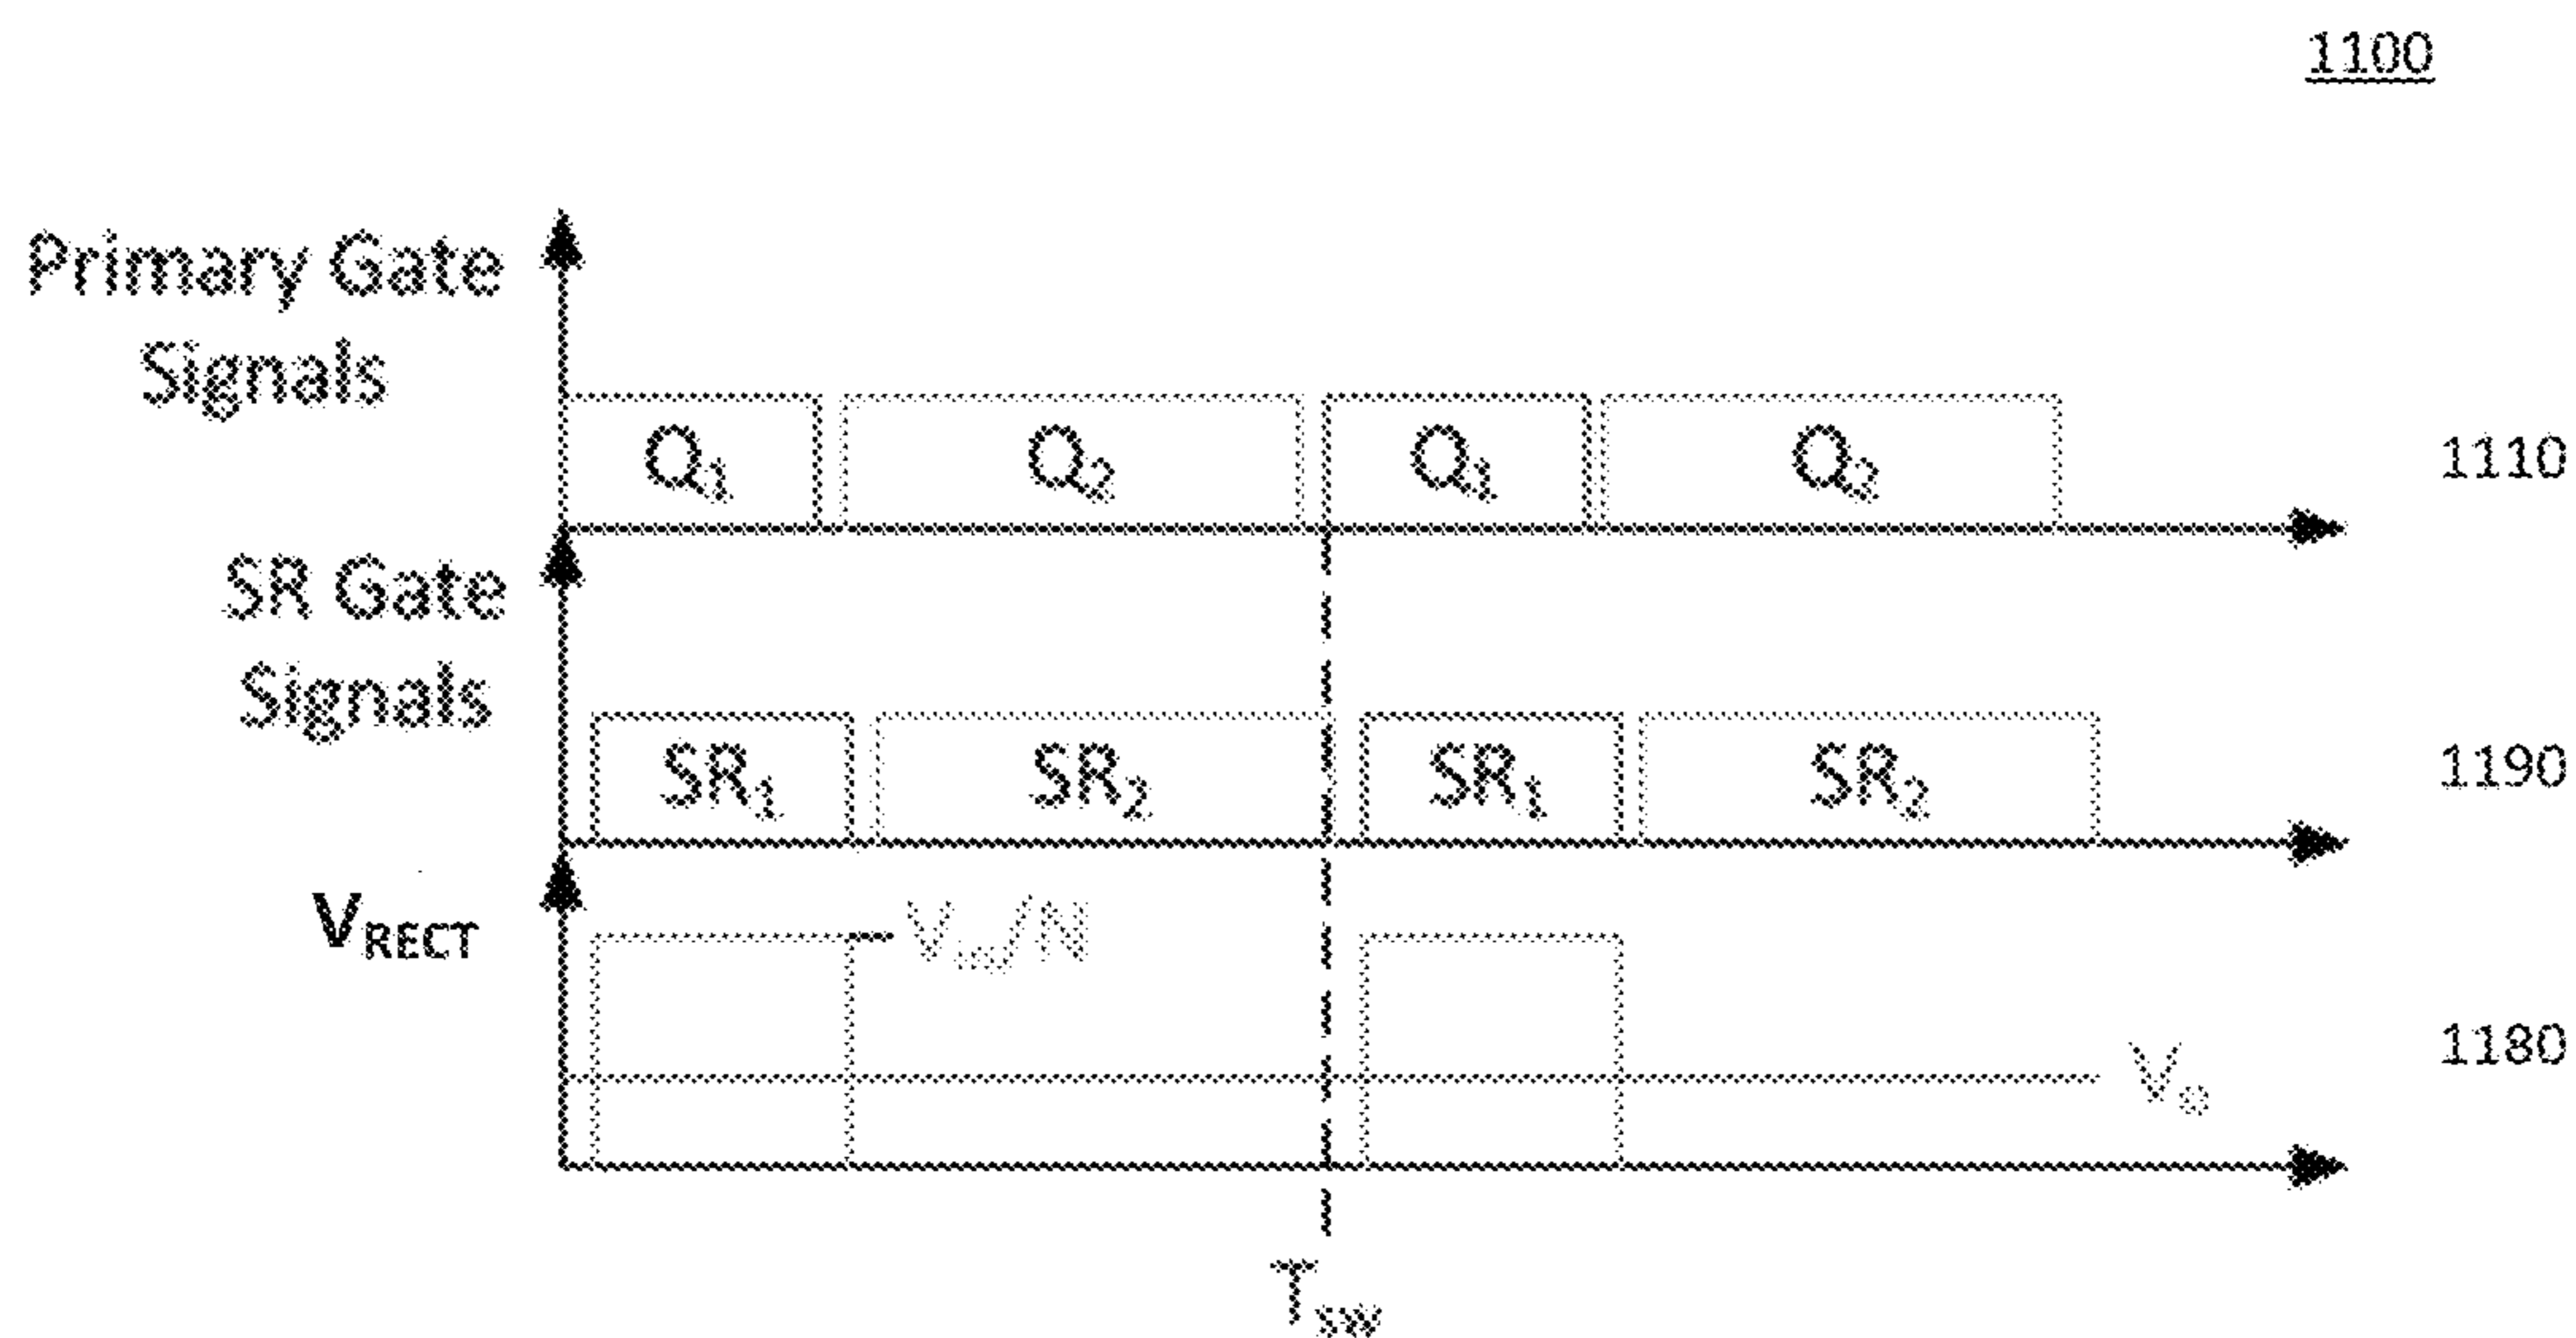 1100
Primary Gate
Signals
Q1 Q2 Q1 Q2
1110
SR Gate
Signals
SR1 SR2 SR1 SR2
1190
VRECT
1180
Vo
TSW